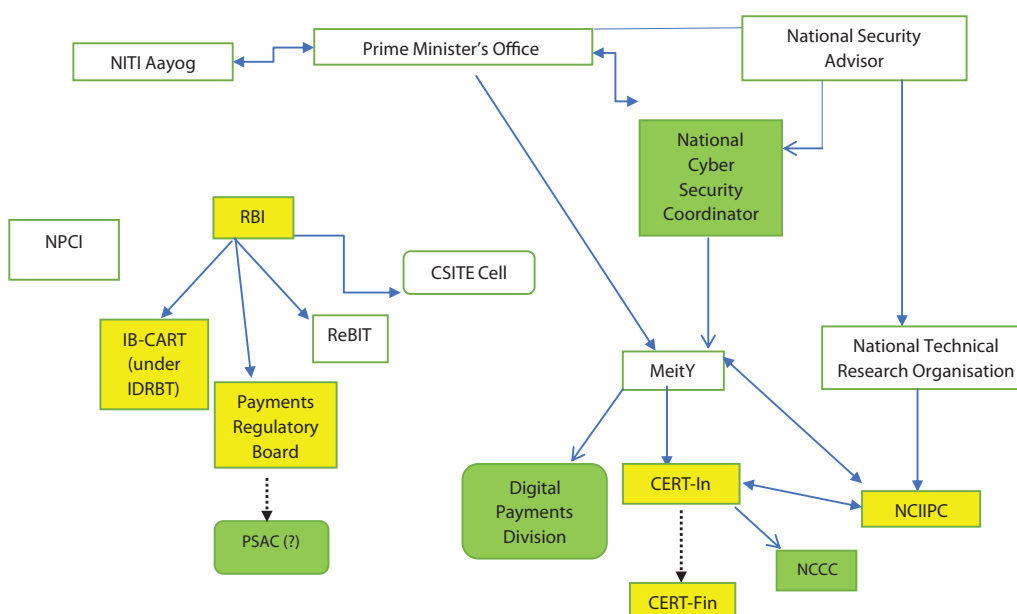 NITI Aayog
Prime Minister’s Office
National Security
Advisor
National
Cyber
Security
Coordinator
NPCI
RBI
CSITE Cell
IB-CART
(under
IDRBT)
ReBIT
Payments
Regulatory
Board
PSAC (?)
MeitY
National Technical
Research Organisation
Digital
Payments
Division
CERT-In
NCIIPC
NCCC
CERT-Fin